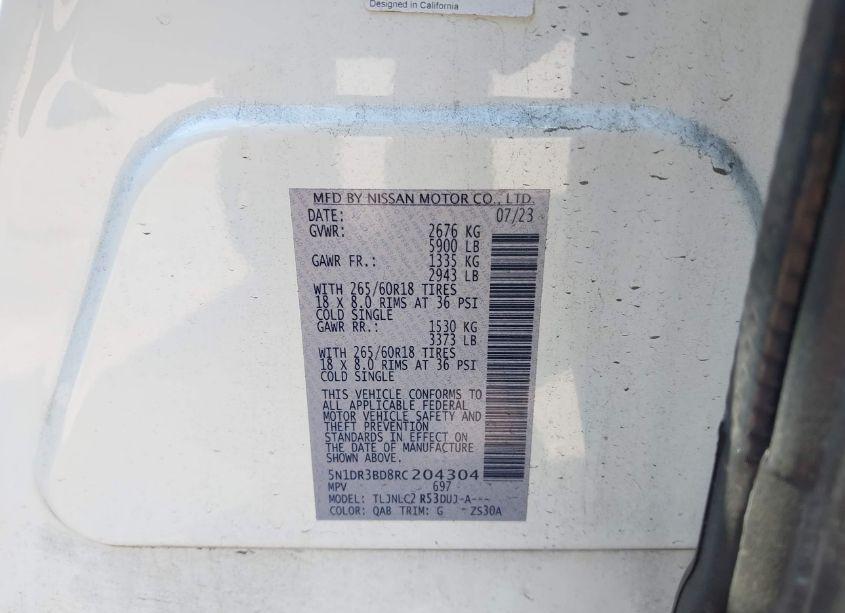 Designed in California
MFD BY NISSAN MOTOR CO., LTD.
DATE: 07/23
GVWR: 2676 KG
5900 LB
GAWR FR.: 1335 KG
2943 LB
WITH 265/60R18 TIRES
18 X 8.0 RIMS AT 36 PSI
COLD SINGLE
GAWR RR.: 1530 KG
3373 LB
WITH 265/60R18 TIRES
18 X 8.0 RIMS AT 36 PSI
COLD SINGLE
THIS VEHICLE CONFORMS TO
ALL APPLICABLE FEDERAL
MOTOR VEHICLE SAFETY AND
THEFT PREVENTION
STANDARDS IN EFFECT ON
THE DATE OF MANUFACTURE
SHOWN ABOVE.
5N1DR3BD8RC204304
MPV 697
MODEL: TLJNLC2 R53DUJ-A---
COLOR: QAB TRIM: G - ZS30A